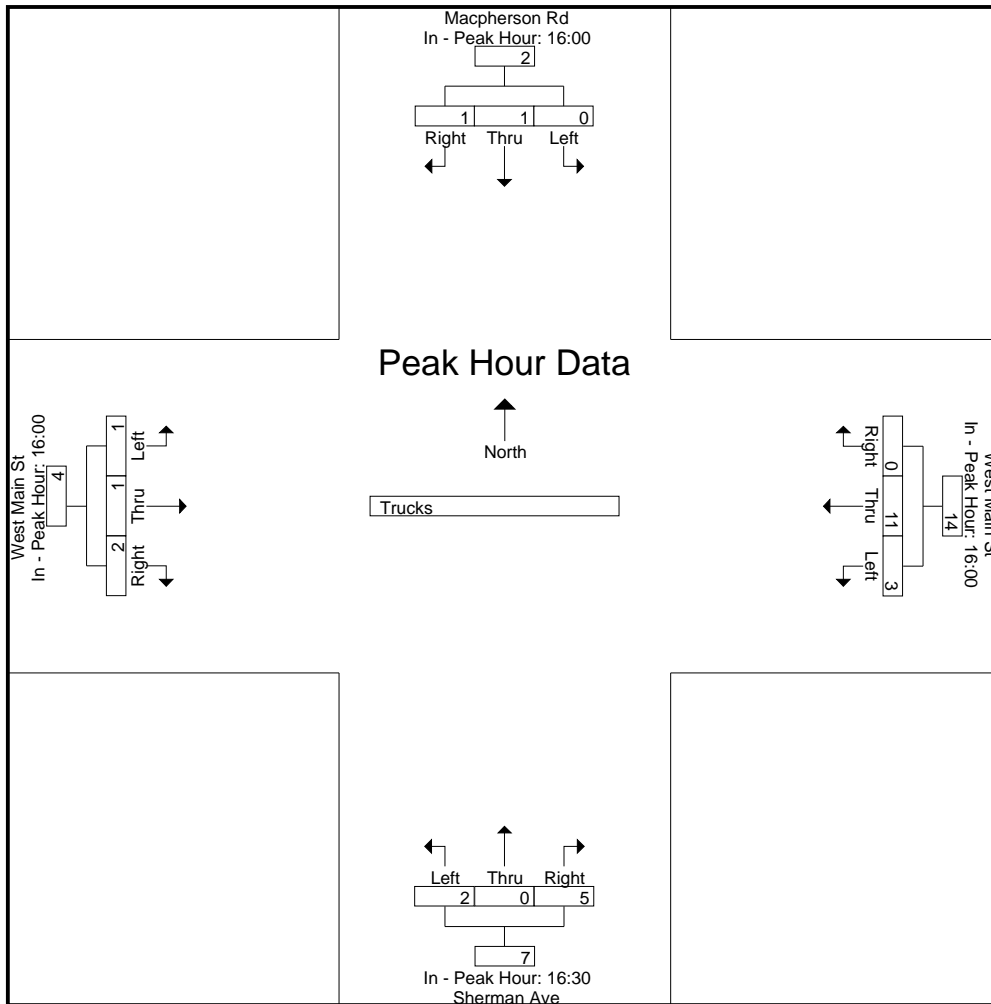 Macpherson Rd
In - Peak Hour: 16:00
2
1 1 0
Right Thru Left
Peak Hour Data
North
Trucks
West Main St
In - Peak Hour: 16:00
4
1 1 2
Left Thru Right
Right Thru Left
0 11 3
14
In - Peak Hour: 16:00
West Main St
Left Thru Right
2 0 5
7
In - Peak Hour: 16:30
Sherman Ave